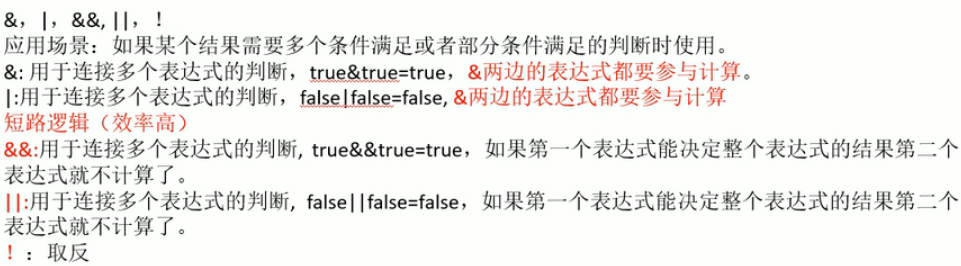 &，|，&&, ||，！
应用场景：如果某个结果需要多个条件满足或者部分条件满足的判断时使用。
&: 用于连接多个表达式的判断，true&true=true，&两边的表达式都要参与计算。
|:用于连接多个表达式的判断，false|false=false, &两边的表达式都要参与计算
短路逻辑（效率高）
&&:用于连接多个表达式的判断, true&&true=true，如果第一个表达式能决定整个表达式的结果第二个
表达式就不计算了。
||:用于连接多个表达式的判断, false||false=false，如果第一个表达式能决定整个表达式的结果第二个
表达式就不计算了。
！：取反